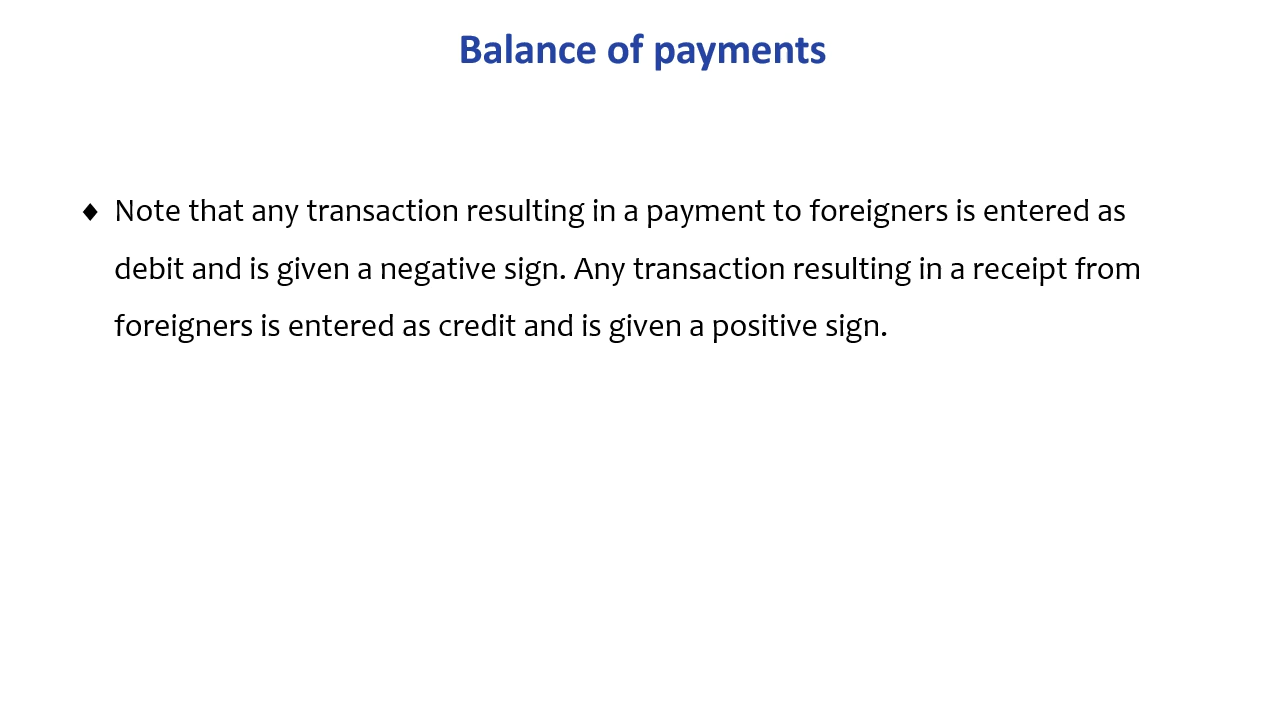 Balance of payments
♦ Note that any transaction resulting in a payment to foreigners is entered as
debit and is given a negative sign. Any transaction resulting in a receipt from
foreigners is entered as credit and is given a positive sign.